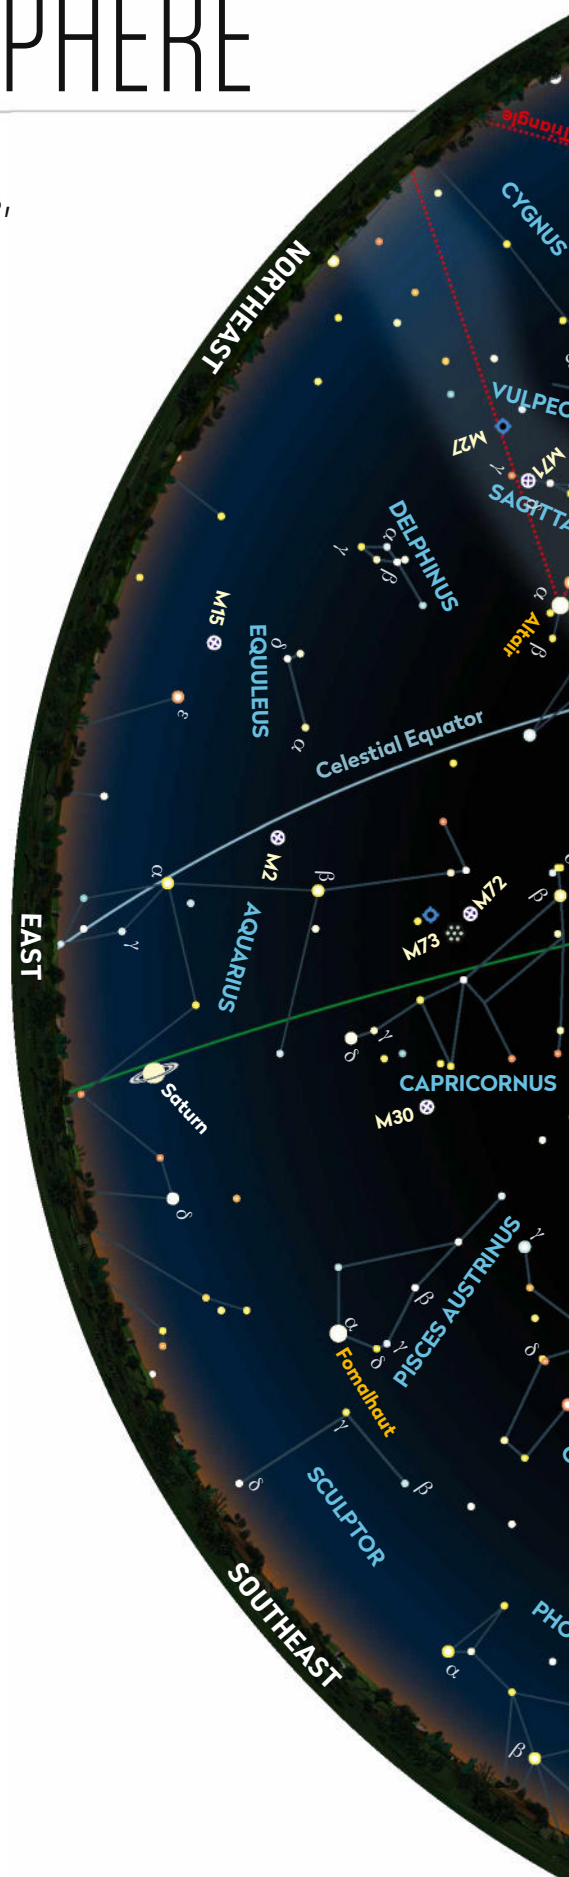 PHERE
,
Triangle
CYGNUS
NORTHEAST
VULPEC
M27
M71
γ
α
SAGITTA
DELPHINUS
γ
α
β
α
Altair
β
M15
EQUULEUS
δ
α
ε
Celestial Equator
M2
α
β
AQUARIUS
γ
EAST
M72
M73
β
δ
γ
CAPRICORNUS
M30
Saturn
δ
PISCES AUSTRINUS
β
α
γ
δ
Fomalhaut
γ
δ
γ
δ
β
SCULPTOR
SOUTHEAST
PHO
α
β